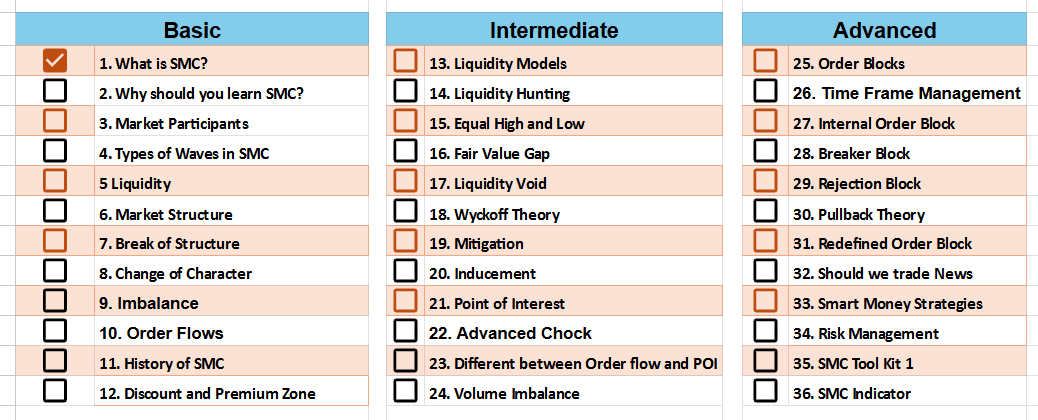 Basic
1. What is SMC?
2. Why should you learn SMC?
3. Market Participants
4. Types of Waves in SMC
5 Liquidity
6. Market Structure
7. Break of Structure
8. Change of Character
9. Imbalance
10. Order Flows
11. History of SMC
12. Discount and Premium Zone
Intermediate
13. Liquidity Models
14. Liquidity Hunting
15. Equal High and Low
16. Fair Value Gap
17. Liquidity Void
18. Wyckoff Theory
19. Mitigation
20. Inducement
21. Point of Interest
22. Advanced Chock
23. Different between Order flow and POI
24. Volume Imbalance
Advanced
25. Order Blocks
26. Time Frame Management
27. Internal Order Block
28. Breaker Block
29. Rejection Block
30. Pullback Theory
31. Redefined Order Block
32. Should we trade News
33. Smart Money Strategies
34. Risk Management
35. SMC Tool Kit 1
36. SMC Indicator